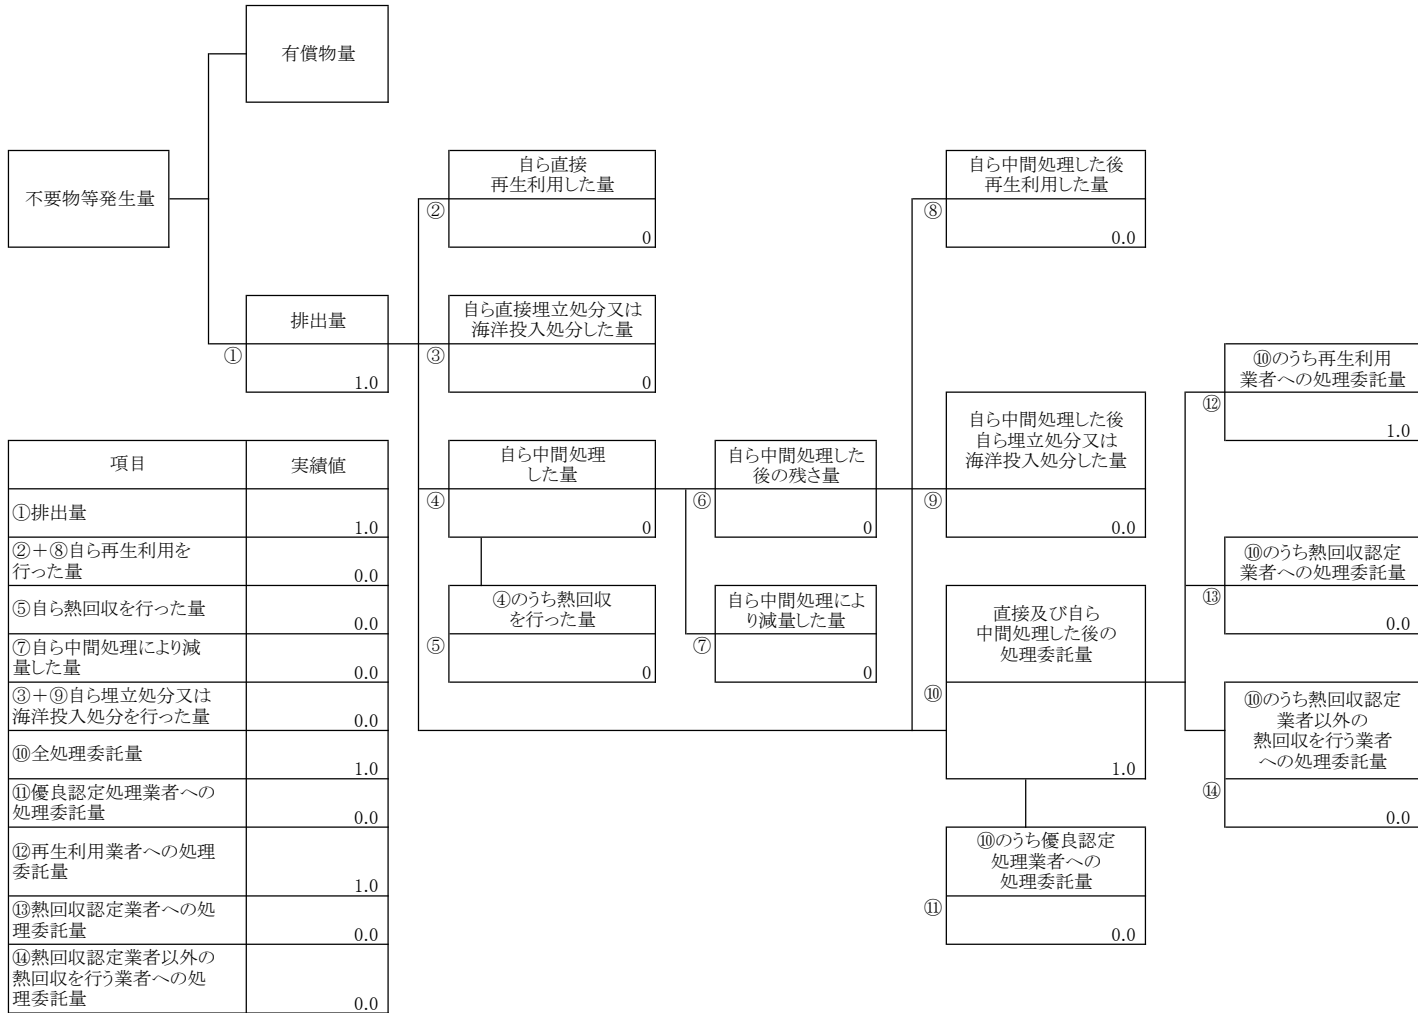 有償物量
不要物等発生量
自ら直接
再生利用した量
②
0
自ら中間処理した後
再生利用した量
⑧
0.0
排出量
①
1.0
自ら直接埋立処分又は
海洋投入処分した量
③
0
⑩のうち再生利用
業者への処理委託量
⑫
1.0
自ら中間処理
した量
④
0
自ら中間処理した
後の残さ量
⑥
0
自ら中間処理した後
自ら埋立処分又は
海洋投入処分した量
⑨
0.0
⑩のうち熱回収認定
業者への処理委託量
⑬
0.0
④のうち熱回収
を行った量
⑤
0
自ら中間処理によ
り減量した量
⑦
0
直接及び自ら
中間処理した後の
処理委託量
⑩
1.0
⑩のうち熱回収認定
業者以外の
熱回収を行う業者
への処理委託量
⑭
0.0
⑩のうち優良認定
処理業者への
処理委託量
⑪
0.0
項目 実績値
①排出量 1.0
②＋⑧自ら再生利用を
行った量 0.0
⑤自ら熱回収を行った量 0.0
⑦自ら中間処理により減
量した量 0.0
③＋⑨自ら埋立処分又は
海洋投入処分を行った量 0.0
⑩全処理委託量 1.0
⑪優良認定処理業者への
処理委託量 0.0
⑫再生利用業者への処理
委託量 1.0
⑬熱回収認定業者への処
理委託量 0.0
⑭熱回収認定業者以外の
熱回収を行う業者への処
理委託量 0.0